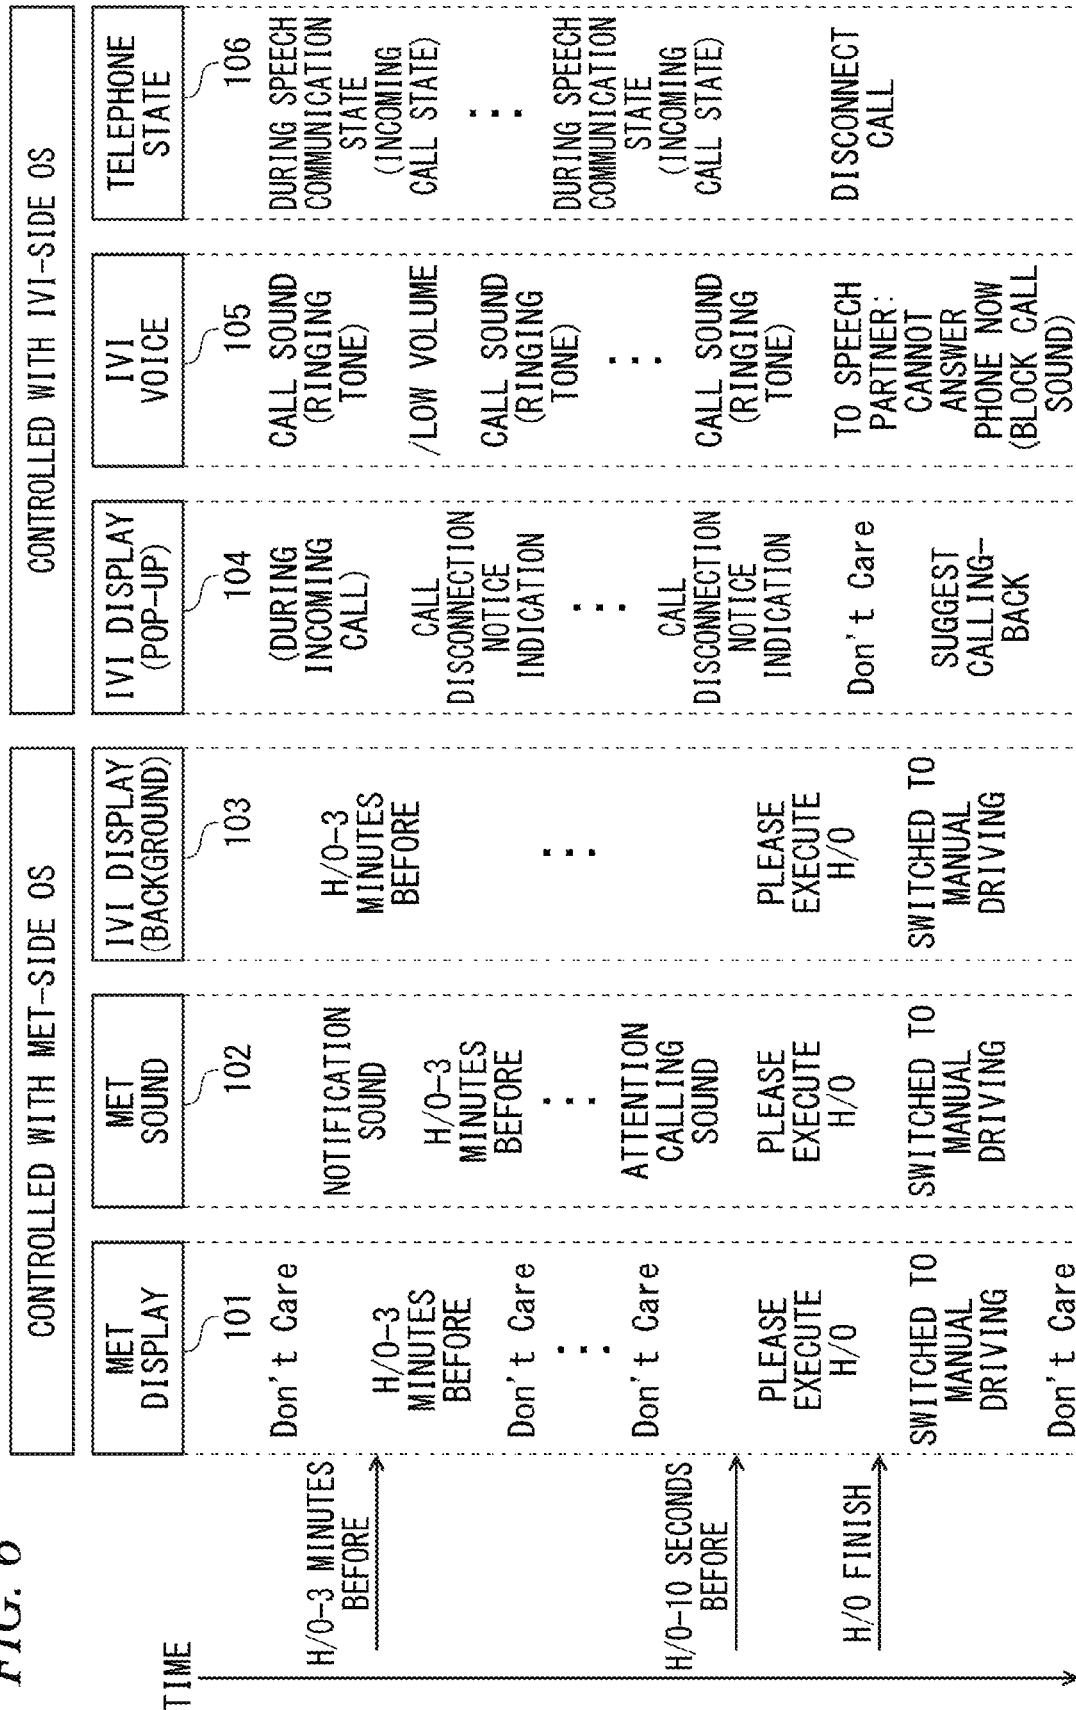 FIG. 6
CONTROLLED WITH MET-SIDE OS
CONTROLLED WITH IVI-SIDE OS
MET
DISPLAY
MET
SOUND
IVI DISPLAY
(BACKGROUND)
IVI DISPLAY
(POP-UP)
IVI
VOICE
TELEPHONE
STATE
TIME
101
102
103
104
105
106
H/O-3 MINUTES
BEFORE
H/O-10 SECONDS
BEFORE
H/O FINISH
Don't Care
H/O-3
MINUTES
BEFORE
Don't Care
...
Don't Care
PLEASE
EXECUTE
H/O
SWITCHED TO
MANUAL
DRIVING
Don't Care
NOTIFICATION
SOUND
H/O-3
MINUTES
BEFORE
...
ATTENTION
CALLING
SOUND
PLEASE
EXECUTE
H/O
SWITCHED TO
MANUAL
DRIVING
H/O-3
MINUTES
BEFORE
...
PLEASE
EXECUTE
H/O
SWITCHED TO
MANUAL
DRIVING
(DURING
INCOMING
CALL)
CALL
DISCONNECTION
NOTICE
INDICATION
...
CALL
DISCONNECTION
NOTICE
INDICATION
Don't Care
SUGGEST
CALLING-
BACK
CALL SOUND
(RINGING
TONE)
/LOW VOLUME
CALL SOUND
(RINGING
TONE)
...
CALL SOUND
(RINGING
TONE)
TO SPEECH
PARTNER:
CANNOT
ANSWER
PHONE NOW
(BLOCK CALL
SOUND)
DURING SPEECH
COMMUNICATION
STATE
(INCOMING
CALL STATE)
...
DURING SPEECH
COMMUNICATION
STATE
(INCOMING
CALL STATE)
DISCONNECT
CALL